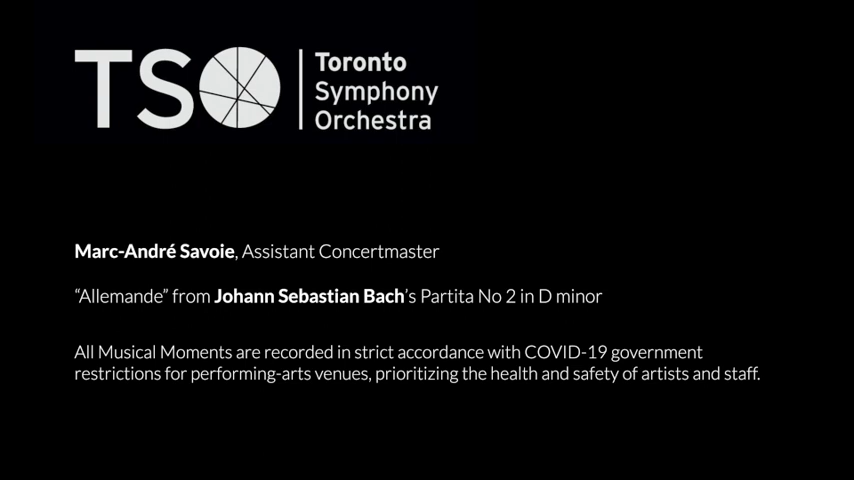 TSO
Toronto
Symphony
Orchestra
Marc-André Savoie, Assistant Concertmaster
“Allemande” from Johann Sebastian Bach’s Partita No 2 in D minor
All Musical Moments are recorded in strict accordance with COVID-19 government
restrictions for performing-arts venues, prioritizing the health and safety of artists and staff.